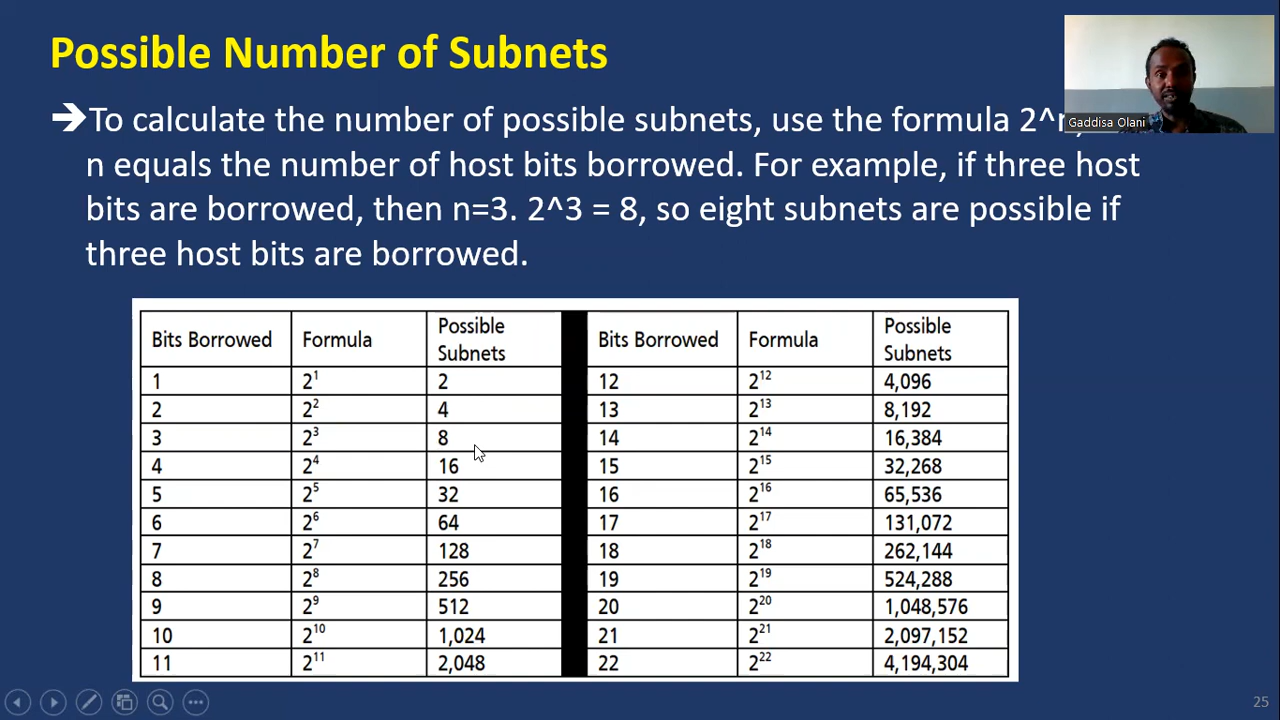 Possible Number of Subnets
Gaddisa Olani
➔To calculate the number of possible subnets, use the formula 2^n,
n equals the number of host bits borrowed. For example, if three host
bits are borrowed, then n=3. 2^3 = 8, so eight subnets are possible if
three host bits are borrowed.
Bits Borrowed Formula Possible Subnets Bits Borrowed Formula Possible Subnets
1 2¹ 2 12 2¹² 4,096
2 2² 4 13 2¹³ 8,192
3 2³ 8 14 2¹⁴ 16,384
4 2⁴ 16 15 2¹⁵ 32,268
5 2⁵ 32 16 2¹⁶ 65,536
6 2⁶ 64 17 2¹⁷ 131,072
7 2⁷ 128 18 2¹⁸ 262,144
8 2⁸ 256 19 2¹⁹ 524,288
9 2⁹ 512 20 2²⁰ 1,048,576
10 2¹⁰ 1,024 21 2²¹ 2,097,152
11 2¹¹ 2,048 22 2²² 4,194,304
25